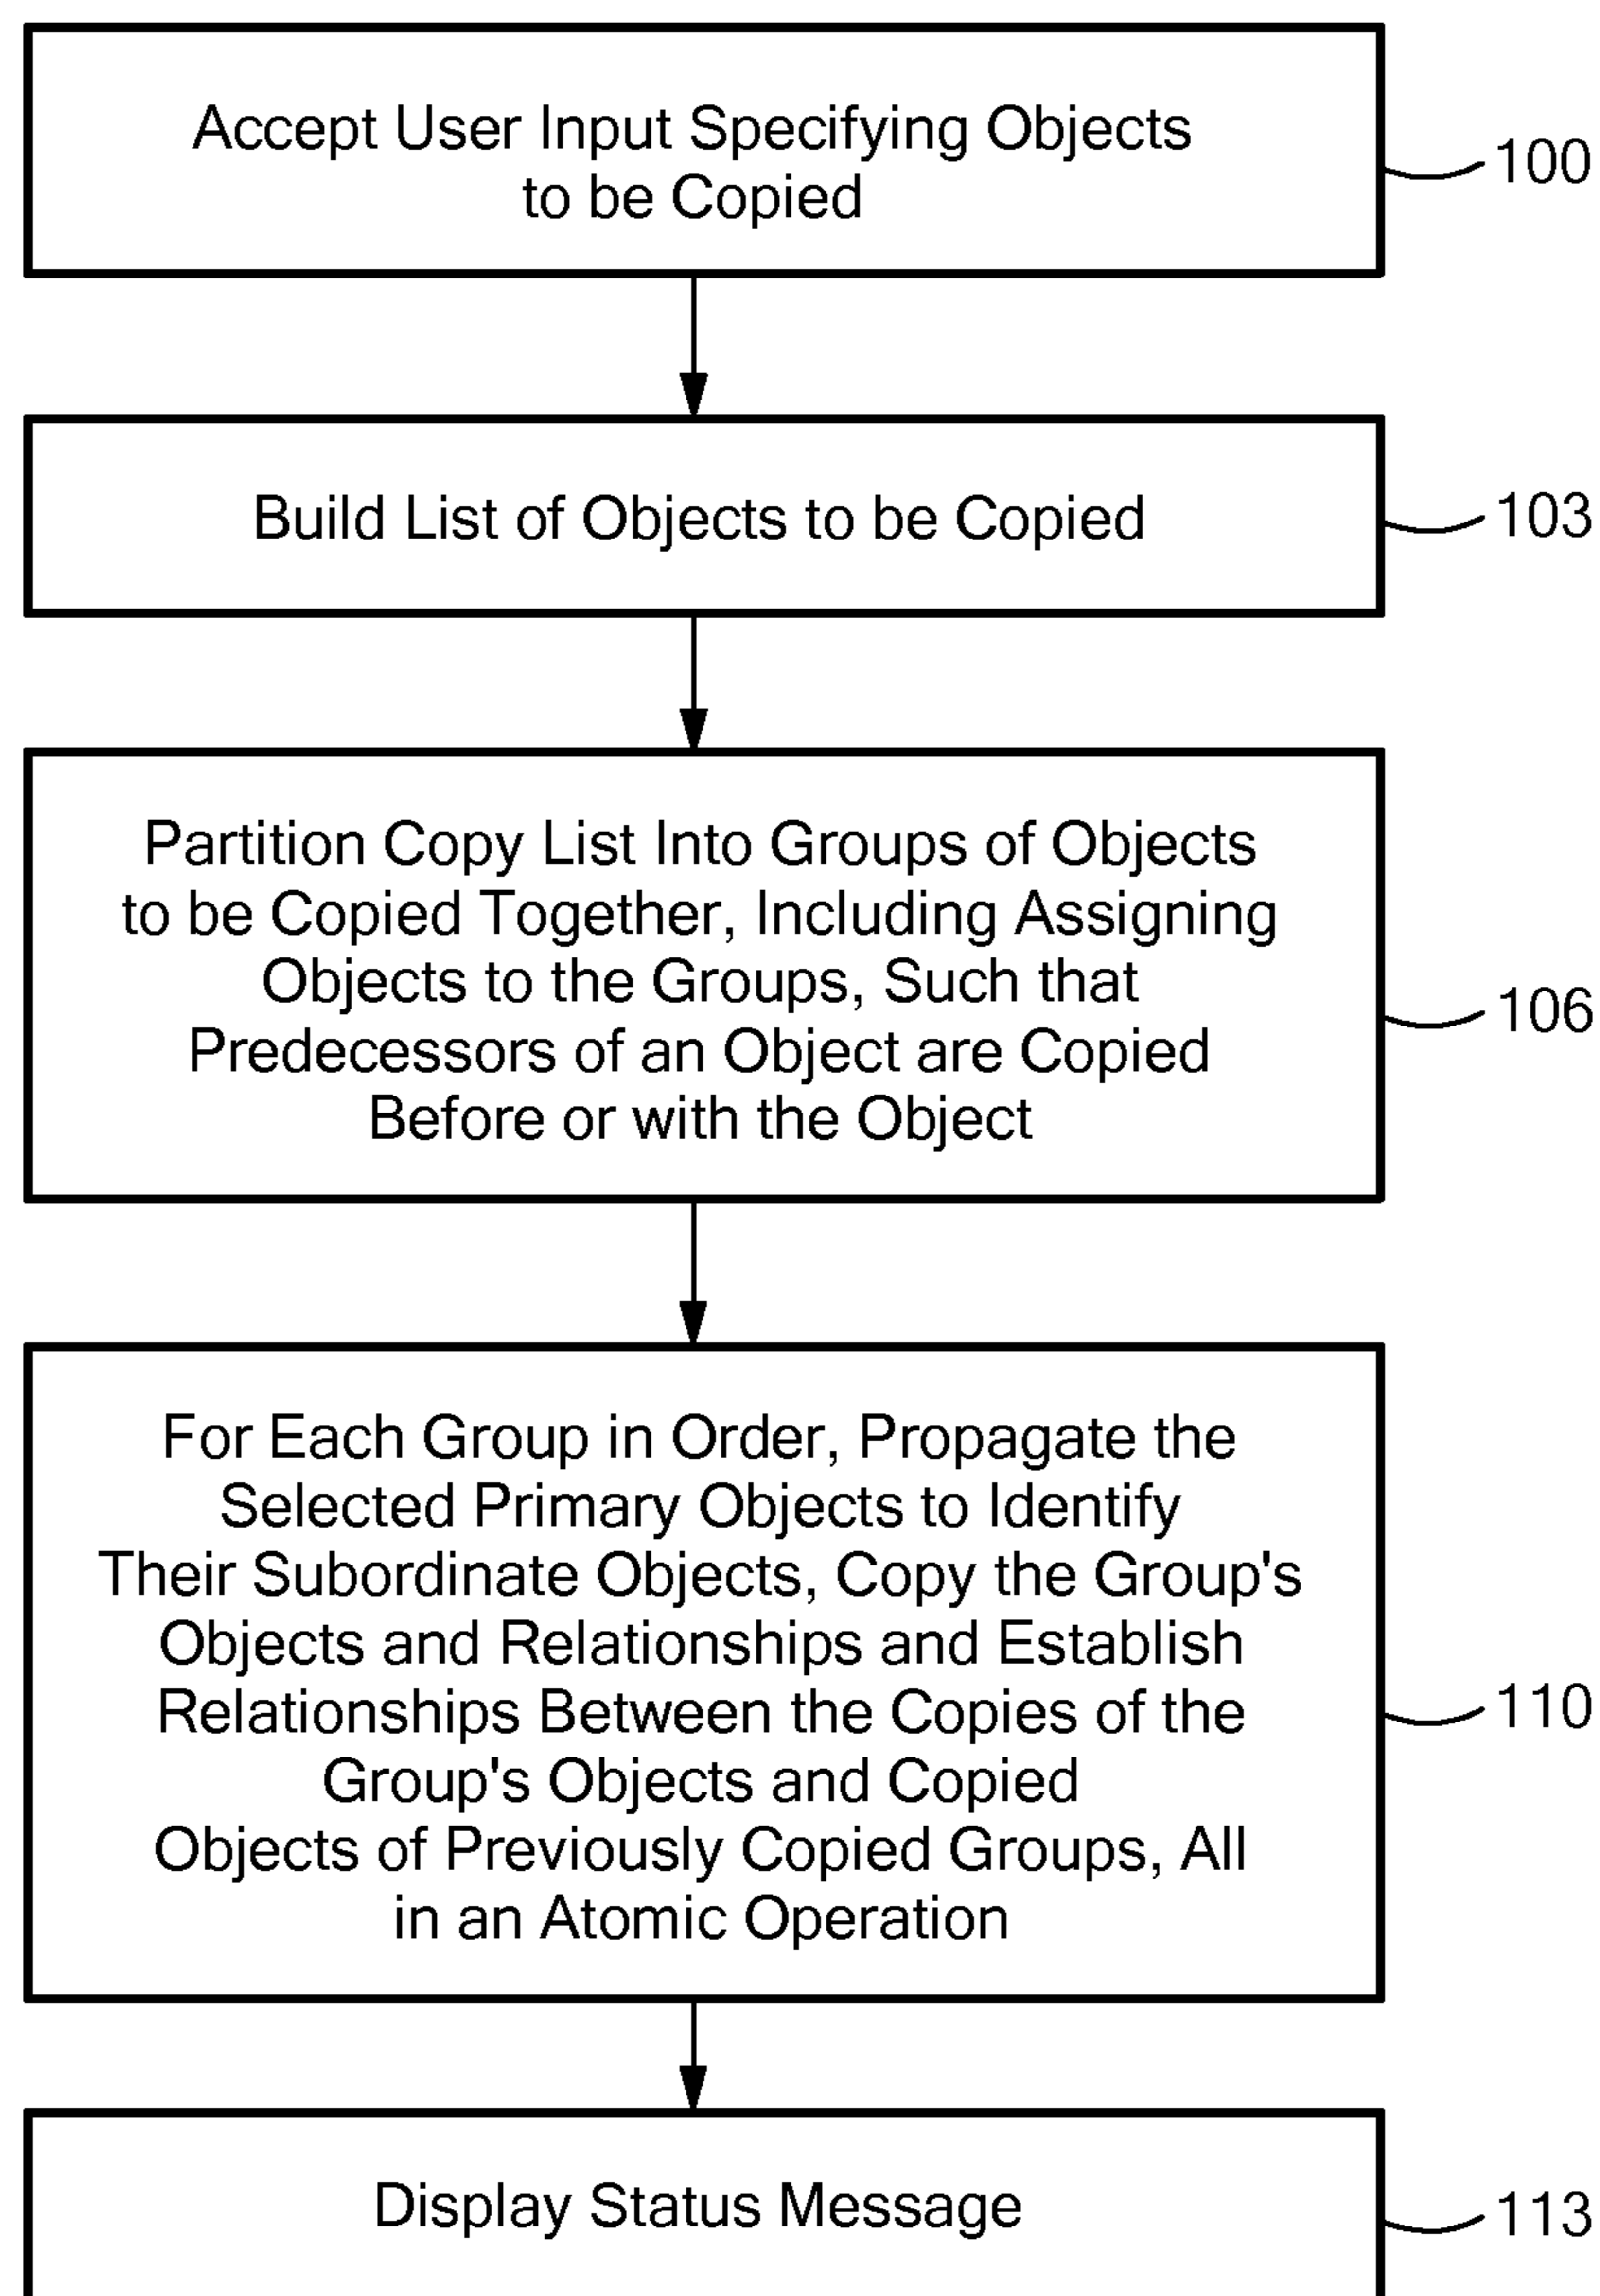 Accept User Input Specifying Objects
to be Copied
100
Build List of Objects to be Copied
103
Partition Copy List Into Groups of Objects
to be Copied Together, Including Assigning
Objects to the Groups, Such that
Predecessors of an Object are Copied
Before or with the Object
106
For Each Group in Order, Propagate the
Selected Primary Objects to Identify
Their Subordinate Objects, Copy the Group's
Objects and Relationships and Establish
Relationships Between the Copies of the
Group's Objects and Copied
Objects of Previously Copied Groups, All
in an Atomic Operation
110
Display Status Message
113